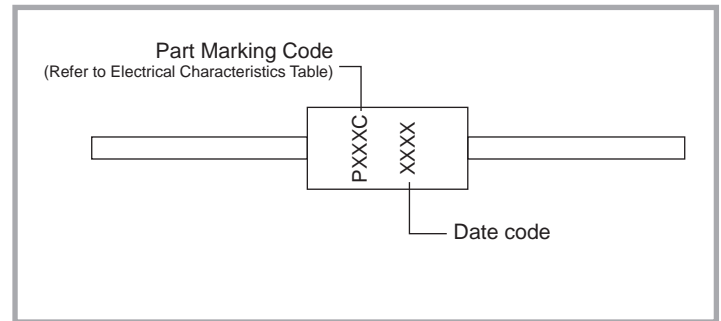 Part Marking Code
(Refer to Electrical Characteristics Table)
PXXXC
XXXX
Date code